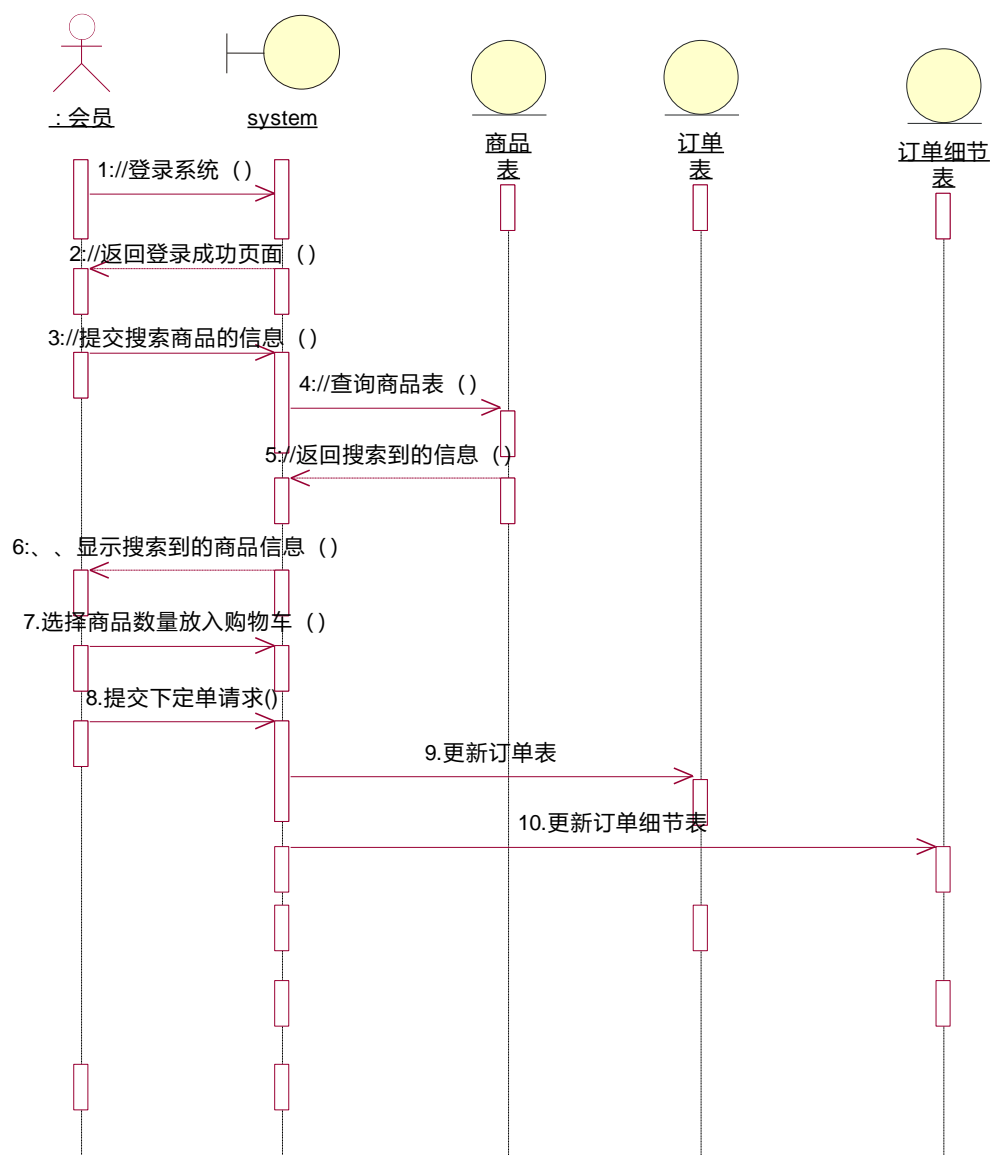 : 会员
system
商品
表
订单
表
订单细节
表
1://登录系统（）
2://返回登录成功页面（）
3://提交搜索商品的信息（）
4://查询商品表（）
5://返回搜索到的信息（）
6:、、显示搜索到的商品信息（）
7.选择商品数量放入购物车（）
8.提交下定单请求()
9.更新订单表
10.更新订单细节表